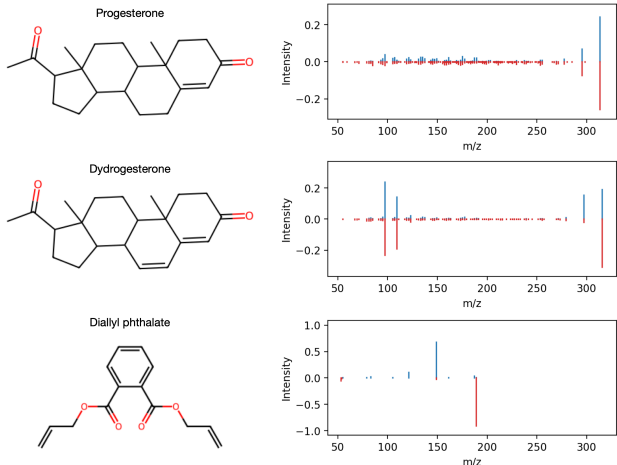 Progesterone
O
O
Intensity
0.2
0.0
−0.2
50 100 150 200 250 300
m/z
Dydrogesterone
O
O
Intensity
0.2
0.0
−0.2
50 100 150 200 250 300
m/z
Diallyl phthalate
O
O
O
O
Intensity
1.0
0.5
0.0
−0.5
−1.0
50 100 150 200 250 300
m/z